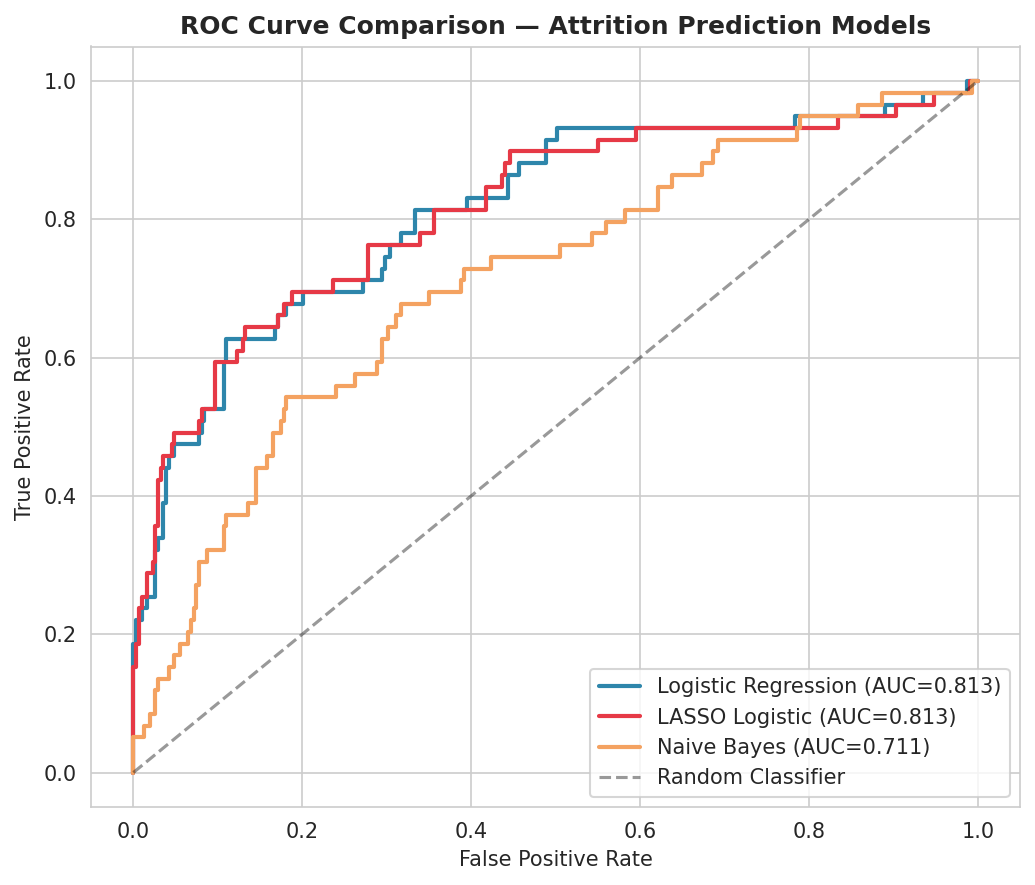 ROC Curve Comparison — Attrition Prediction Models
True Positive Rate
1.0
0.8
0.6
0.4
0.2
0.0
0.0 0.2 0.4 0.6 0.8 1.0
False Positive Rate
Logistic Regression (AUC=0.813)
LASSO Logistic (AUC=0.813)
Naive Bayes (AUC=0.711)
Random Classifier